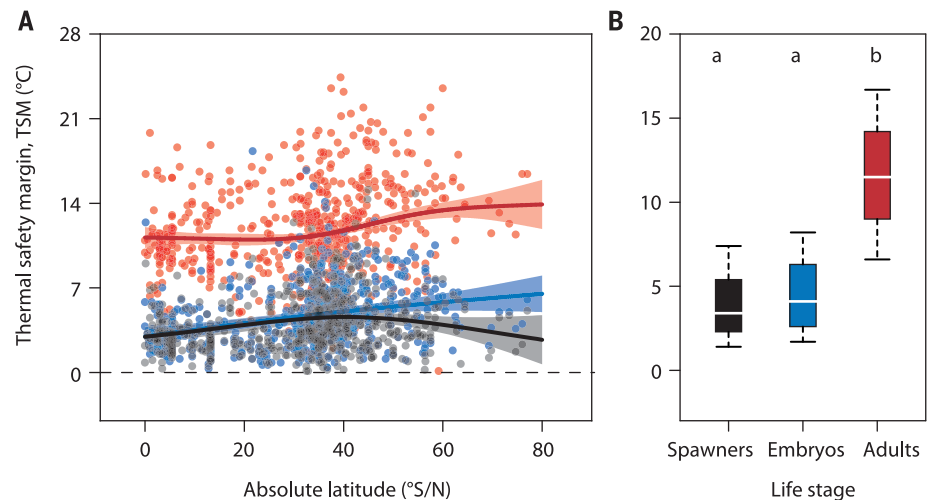 A
B
28
21
14
7
0
Thermal safety margin, TSM (°C)
0
20
40
60
80
Absolute latitude (°S/N)
20
15
10
5
0
a
a
b
Spawners
Embryos
Adults
Life stage